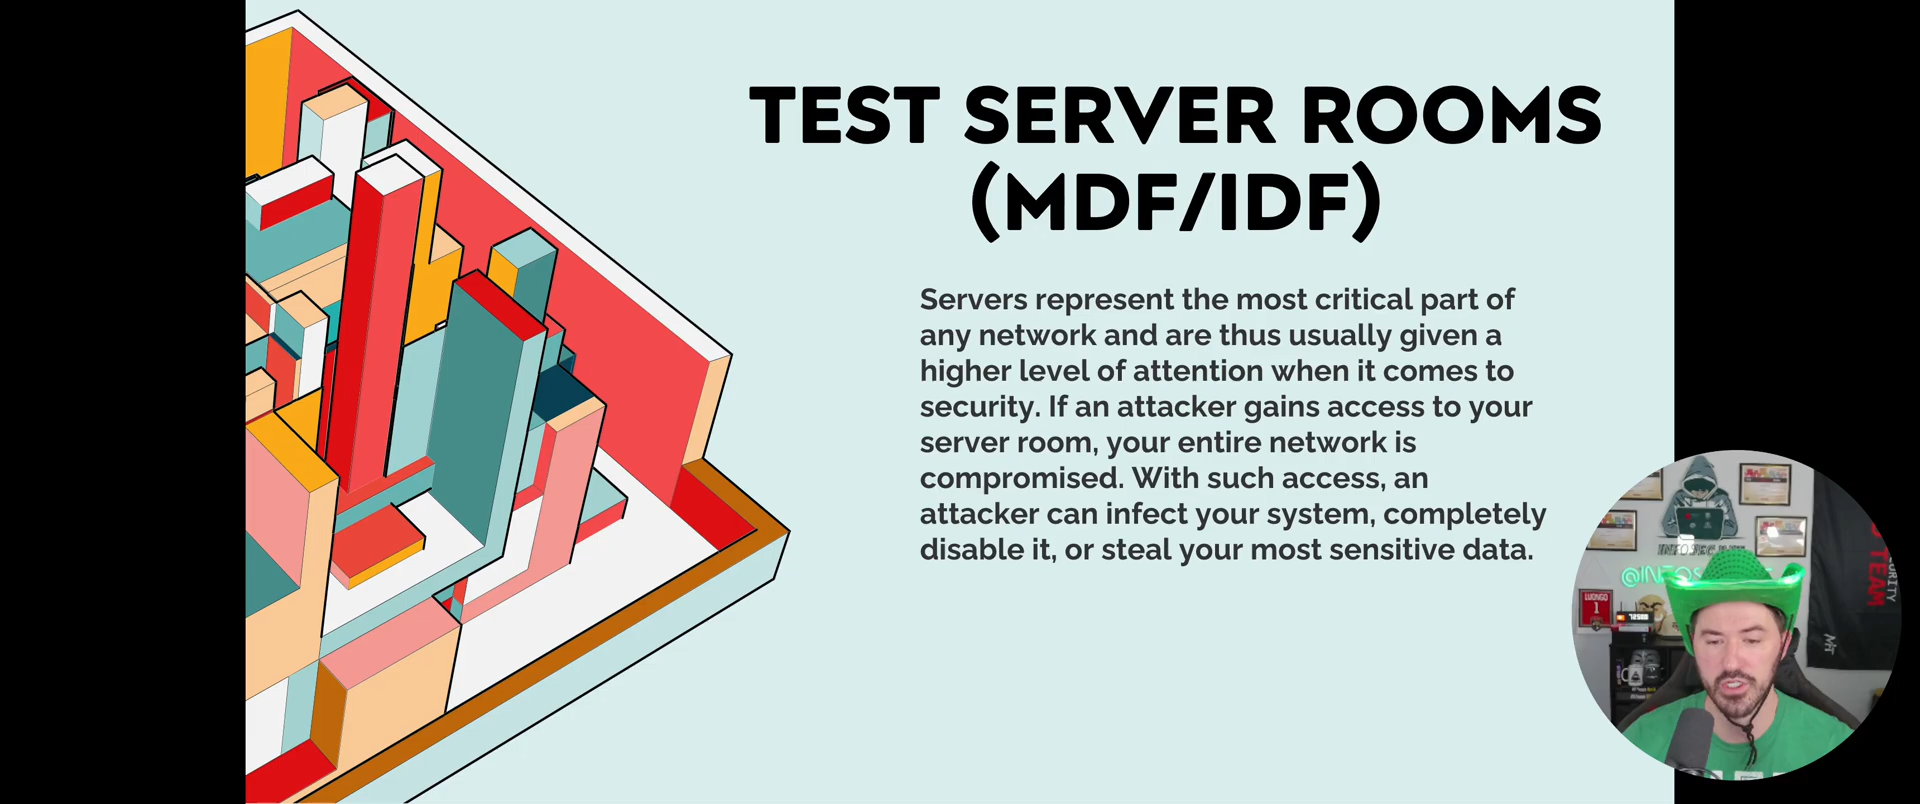 TEST SERVER ROOMS
(MDF/IDF)
Servers represent the most critical part of
any network and are thus usually given a
higher level of attention when it comes to
security. If an attacker gains access to your
server room, your entire network is
compromised. With such access, an
attacker can infect your system, completely
disable it, or steal your most sensitive data.
LUONGO
1
TEAM